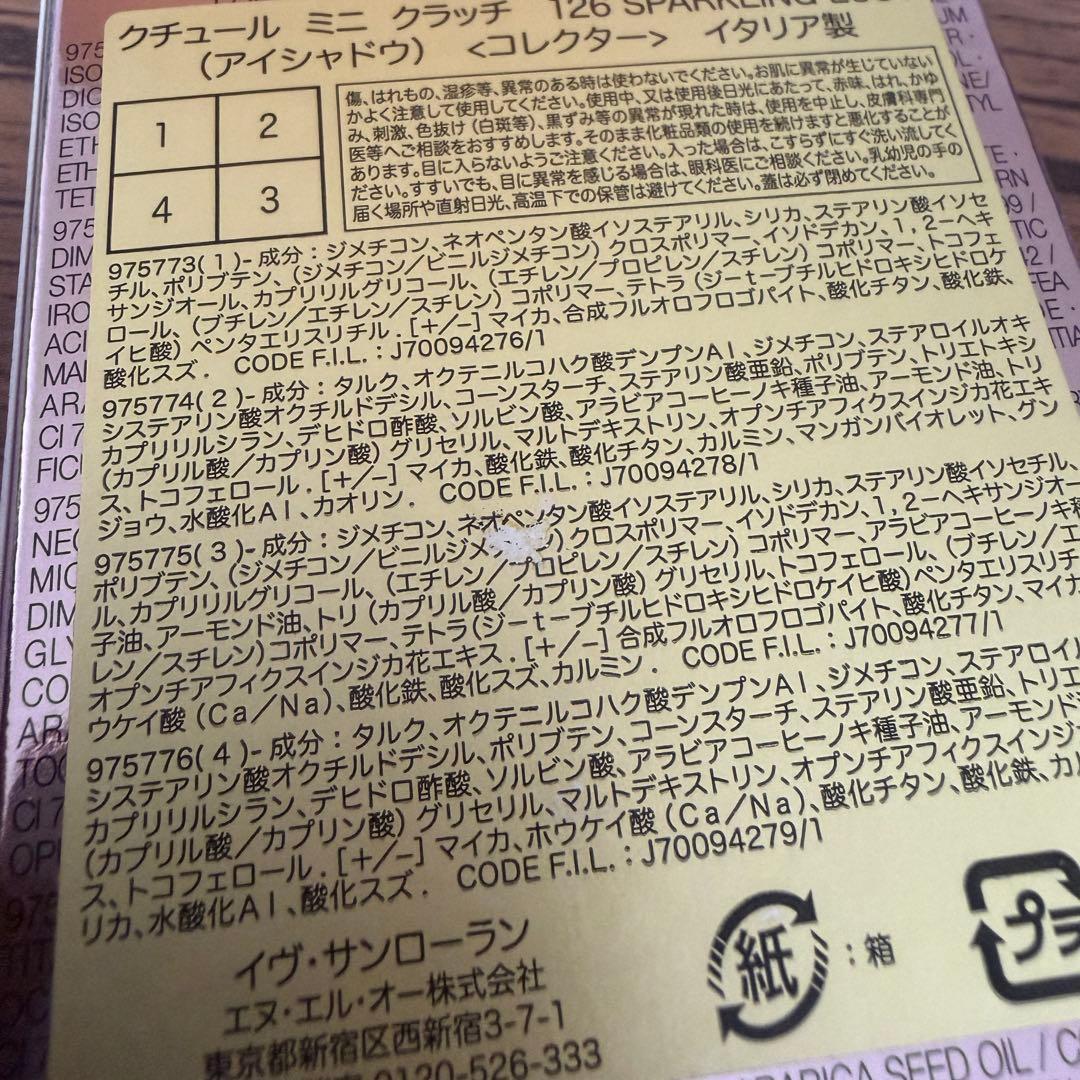 クチュール ミニ クラッチ 126 SPARKLING
(アイシャドウ) <コレクター> イタリア製
1 2
4 3
傷、はれもの、湿疹等、異常のある時は使わないでください。お肌に異常が生じていない
かよく注意して使用してください。使用中、又は使用後日光にあたって、赤味、はれ、かゆ
み、刺激、色抜け(白斑等)、黒ずみ等の異常が現れた時は、使用を中止し、皮膚科専門
医等へご相談をおすすめします。そのまま化粧品類の使用を続けますと悪化することが
あります。目に入らないようご注意ください。入った場合は、こすらずにすぐ洗い流してく
ださい。すすいでも、目に異常を感じる場合は、眼科医にご相談ください。乳幼児の手の
届く場所や直射日光、高温下での保管は避けてください。蓋は必ず閉めてください。
975773(1)-成分:ジメチコン、ネオペンタン酸イソステアリル、シリカ、ステアリン酸イソセ
チル、ポリブテン、(ジメチコン/ビニルジメチコン)クロスポリマー、イソドデカン、1,2-ヘキ
サンジオール、カプリリルグリコール、(エチレン/プロピレン/スチレン)コポリマー、トコフェ
ロール、(ブチレン/エチレン/スチレン)コポリマー、テトラ(ジ-t-ブチルヒドロキシヒドロケ
イヒ酸)ペンタエリスリチル.[+/-]マイカ、合成フルオロフロゴパイト、酸化チタン、酸化鉄、
酸化スズ. CODE F.I.L.:J70094276/1
975774(2)-成分:タルク、オクテニルコハク酸デンプンAl、ジメチコン、ステアロイルオキ
システアリン酸オクチルドデシル、コーンスターチ、ステアリン酸亜鉛、ポリブテン、トリエトキシ
カプリリルシラン、デヒドロ酢酸、ソルビン酸、アラビアコーヒーノキ種子油、アーモンド油、トリ
(カプリル酸/カプリン酸)グリセリル、マルトデキストリン、オプンチアフィクスインジカ花エキ
ス、トコフェロール.[+/-]マイカ、酸化鉄、酸化チタン、カルミン、マンガンバイオレット、グン
ジョウ、水酸化Al、カオリン. CODE F.I.L.:J70094278/1
975775(3)-成分:ジメチコン、ネオペンタン酸イソステアリル、シリカ、ステアリン酸イソセチル、
ポリブテン、(ジメチコン/ビニルジメ )クロスポリマー、イソドデカン、1,2-ヘキサンジオー
ル、カプリリルグリコール、(エチレン/プロピレン/スチレン)コポリマー、アラビアコーヒーノキ種
子油、アーモンド油、トリ(カプリル酸/カプリン酸)グリセリル、トコフェロール、(ブチレン/エ
レン/スチレン)コポリマー、テトラ(ジ-t-ブチルヒドロキシヒドロケイヒ酸)ペンタエリスリチ
オプンチアフィクスインジカ花エキス.[+/-]合成フルオロフロゴパイト、酸化チタン、マイカ
ウケイ酸(Ca/Na)、酸化鉄、酸化スズ、カルミン. CODE F.I.L.:J70094277/1
975776(4)-成分:タルク、オクテニルコハク酸デンプンAl、ジメチコン、ステアロイル
システアリン酸オクチルドデシル、ポリブテン、コーンスターチ、ステアリン酸亜鉛、トリエ
カプリリルシラン、デヒドロ酢酸、ソルビン酸、アラビアコーヒーノキ種子油、アーモンド
(カプリル酸/カプリン酸)グリセリル、マルトデキストリン、オプンチアフィクスインジ
ス、トコフェロール.[+/-]マイカ、ホウケイ酸(Ca/Na)、酸化チタン、酸化鉄、カル
リカ、水酸化Al、酸化スズ. CODE F.I.L.:J70094279/1
イヴ・サンローラン
エヌ・エル・オー株式会社
東京都新宿区西新宿3-7-1
0120-526-333
紙:箱
プラ
SEED OIL /